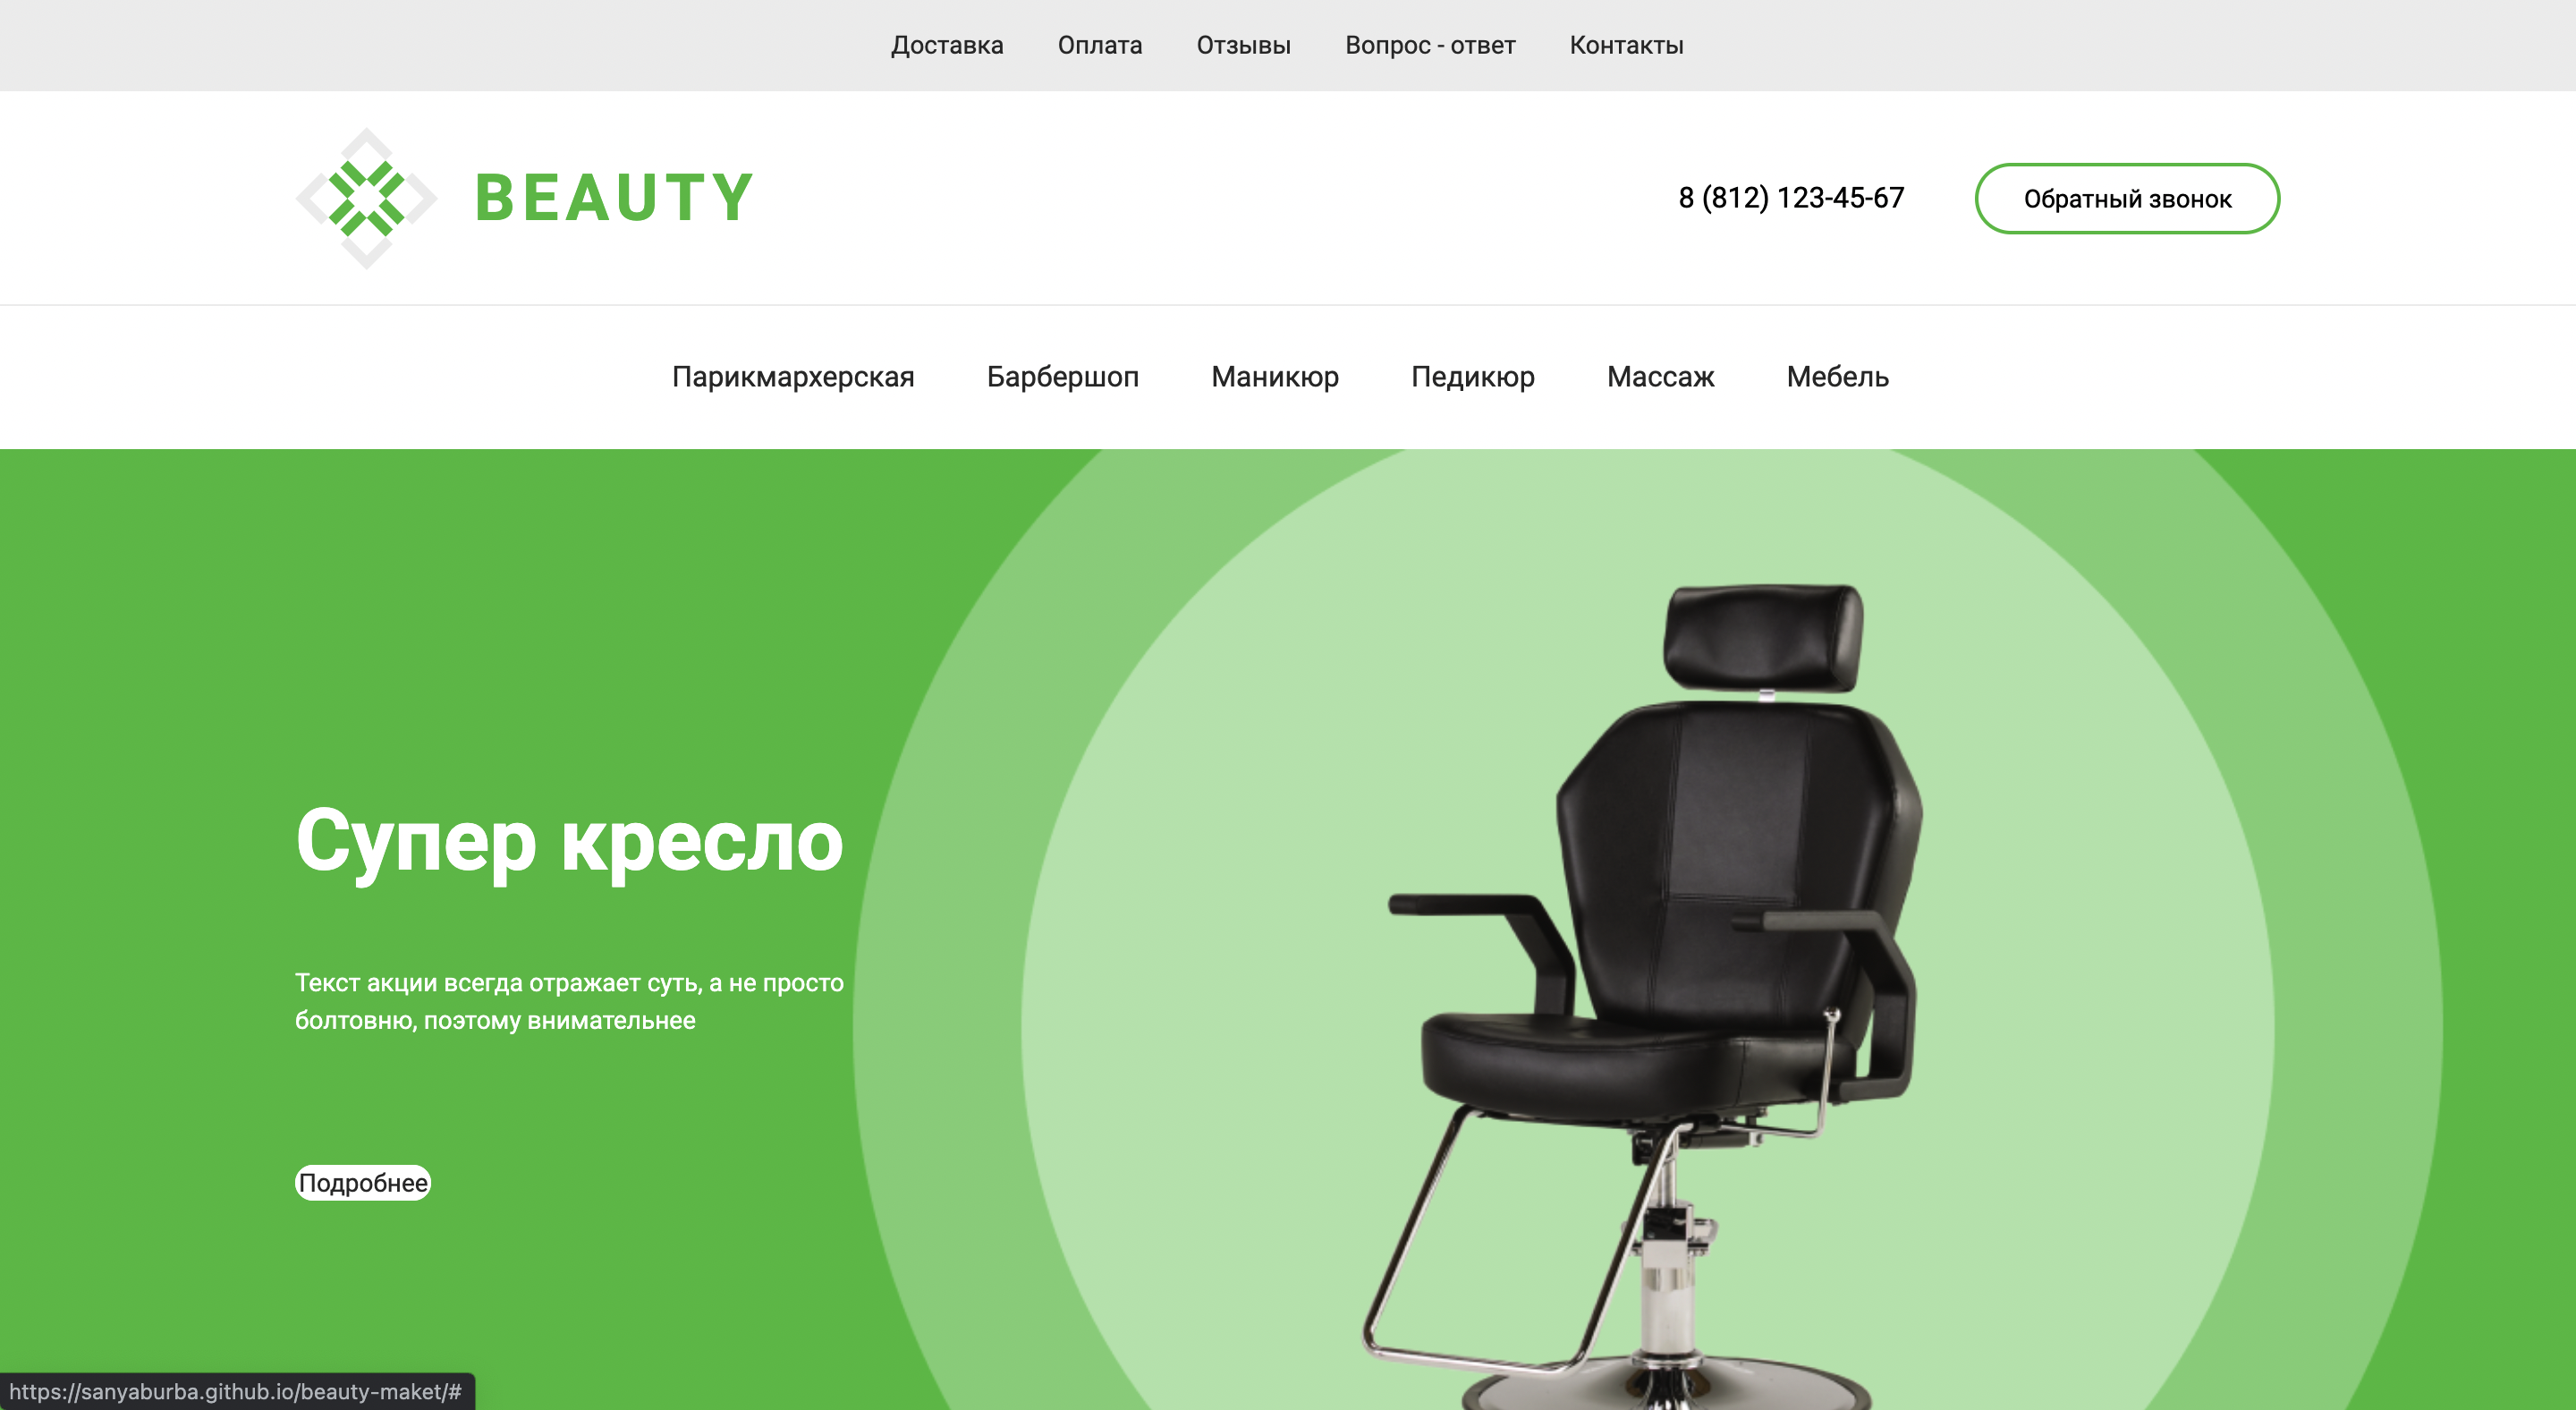 Доставка Оплата Отзывы Вопрос - ответ Контакты
BEAUTY
8 (812) 123-45-67
Обратный звонок
Парикмархерская Барбершоп Маникюр Педикюр Массаж Мебель
Супер кресло
Текст акции всегда отражает суть, а не просто
болтовню, поэтому внимательнее
Подробнее
https://sanyaburba.github.io/beauty-maket/#